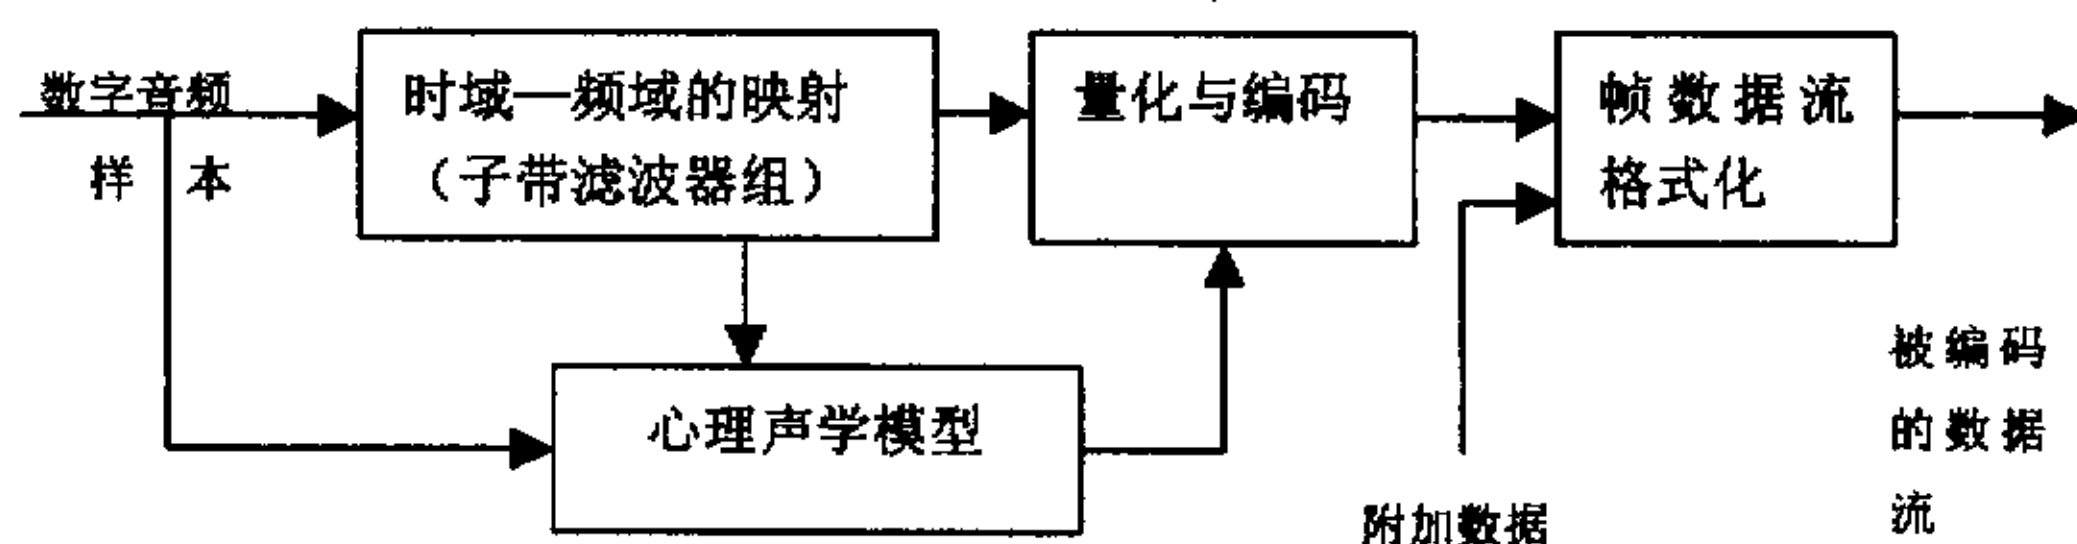 数字音频
样 本
时域—频域的映射
（子带滤波器组）
量化与编码
帧数据流
格式化
心理声学模型
附加数据
被编码
的数据
流